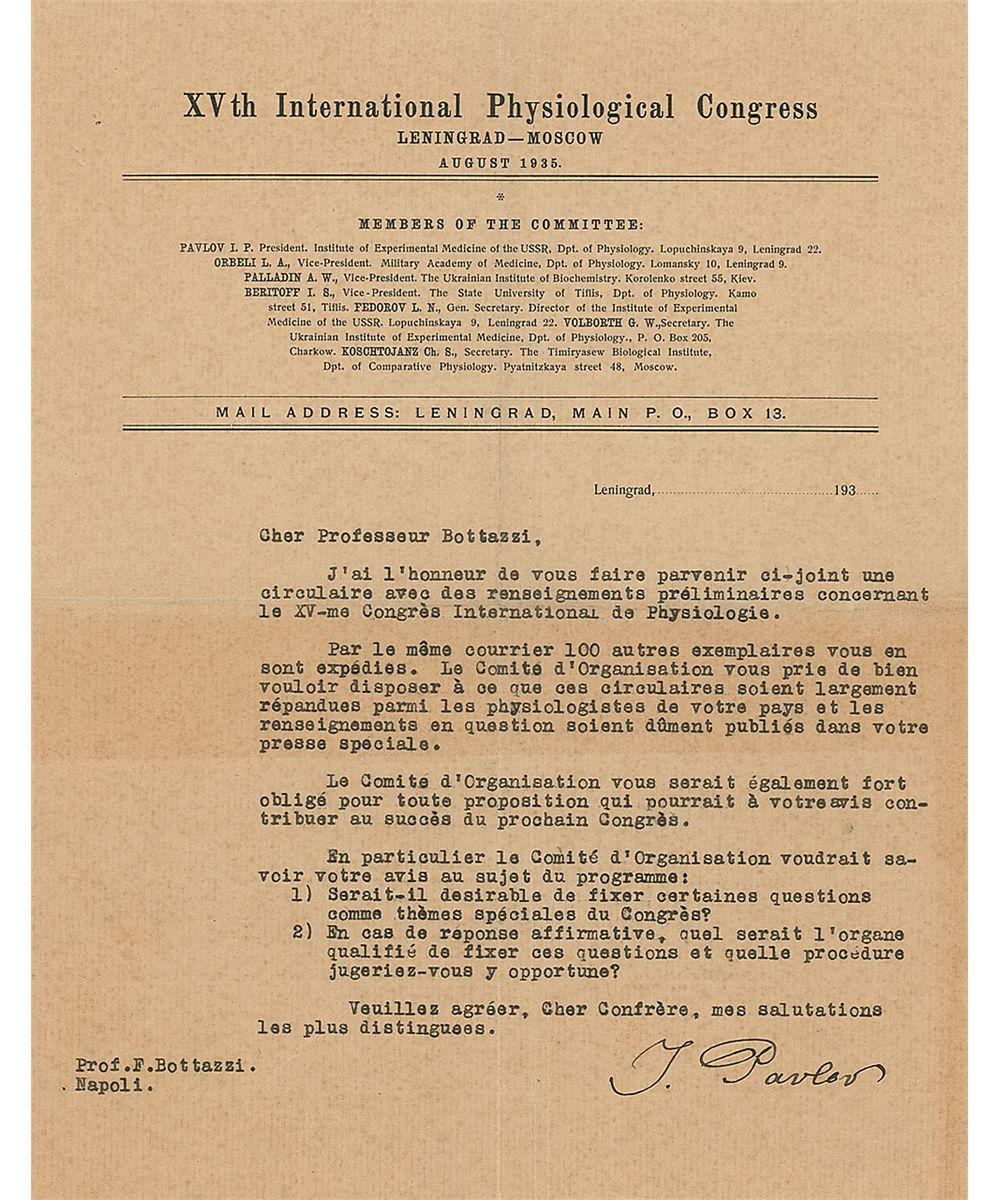 XVth International Physiological Congress
LENINGRAD—MOSCOW
AUGUST 1935.
*
MEMBERS OF THE COMMITTEE:
PAVLOV I. P. President. Institute of Experimental Medicine of the USSR, Dpt. of Physiology. Lopuchinskaya 9, Leningrad 22.
ORBELI L. A., Vice-President. Military Academy of Medicine, Dpt. of Physiology. Lomansky 10, Leningrad 9.
PALLADIN A. W., Vice-President. The Ukrainian Institute of Biochemistry. Korolenko street 55, Kiev.
BERITOFF I. S., Vice-President. The State University of Tiflis, Dpt. of Physiology. Kamo
street 51, Tiflis. FEDOROV L. N., Gen. Secretary. Director of the Institute of Experimental
Medicine of the USSR. Lopuchinskaya 9, Leningrad 22. VOLBORTH G. W.,Secretary. The
Ukrainian Institute of Experimental Medicine, Dpt. of Physiology., P. O. Box 205,
Charkow. KOSCHTOJANZ Ch. S., Secretary. The Timiryasew Biological Institute,
Dpt. of Comparative Physiology. Pyatnitzkaya street 48, Moscow.
MAIL ADDRESS: LENINGRAD, MAIN P. O., BOX 13.
Leningrad,..............................193......
Cher Professeur Bottazzi,
J'ai l'honneur de vous faire parvenir ci-joint une
circulaire avec des renseignements préliminaires concernant
le XV-me Congrès International de Physiologie.
Par le même courrier 100 autres exemplaires vous en
sont expédies. Le Comité d'Organisation vous prie de bien
vouloir disposer à ce que ces circulaires soient largement
répandues parmi les physiologistes de votre pays et les
renseignements en question soient dûment publiés dans votre
presse speciale.
Le Comité d'Organisation vous serait également fort
obligé pour toute proposition qui pourrait à votreavis con-
tribuer au succès du prochain Congrès.
En particulier le Comité d'Organisation voudrait sa-
voir votre avis au sujet du programme:
1) Serait-il desirable de fixer certaines questions
comme thèmes spéciales du Congrès?
2) En cas de réponse affirmative, quel serait l'organe
qualifié de fixer ces questions et quelle procédure
jugeriez-vous y opportune?
Veuillez agréer, Cher Confrère, mes salutations
les plus distinguees.
J. Pavlov
Prof.F.Bottazzi.
Napoli.